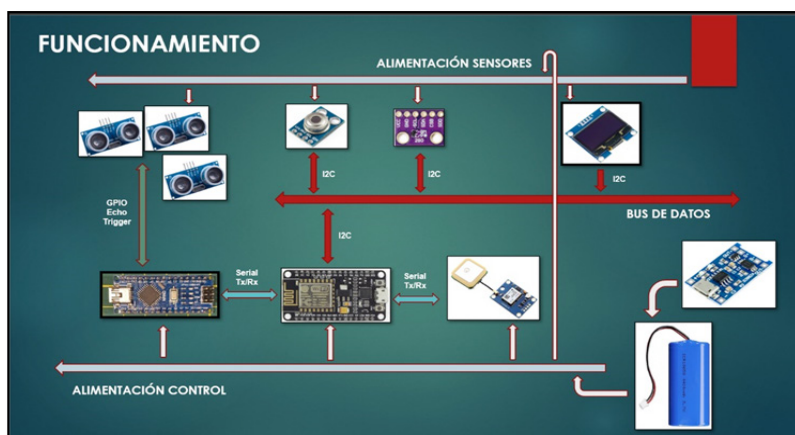 FUNCIONAMIENTO
ALIMENTACIÓN SENSORES
I2C
I2C
I2C
GPIO
Echo
Trigger
BUS DE DATOS
I2C
Serial
Tx/Rx
Serial
Tx/Rx
ALIMENTACIÓN CONTROL